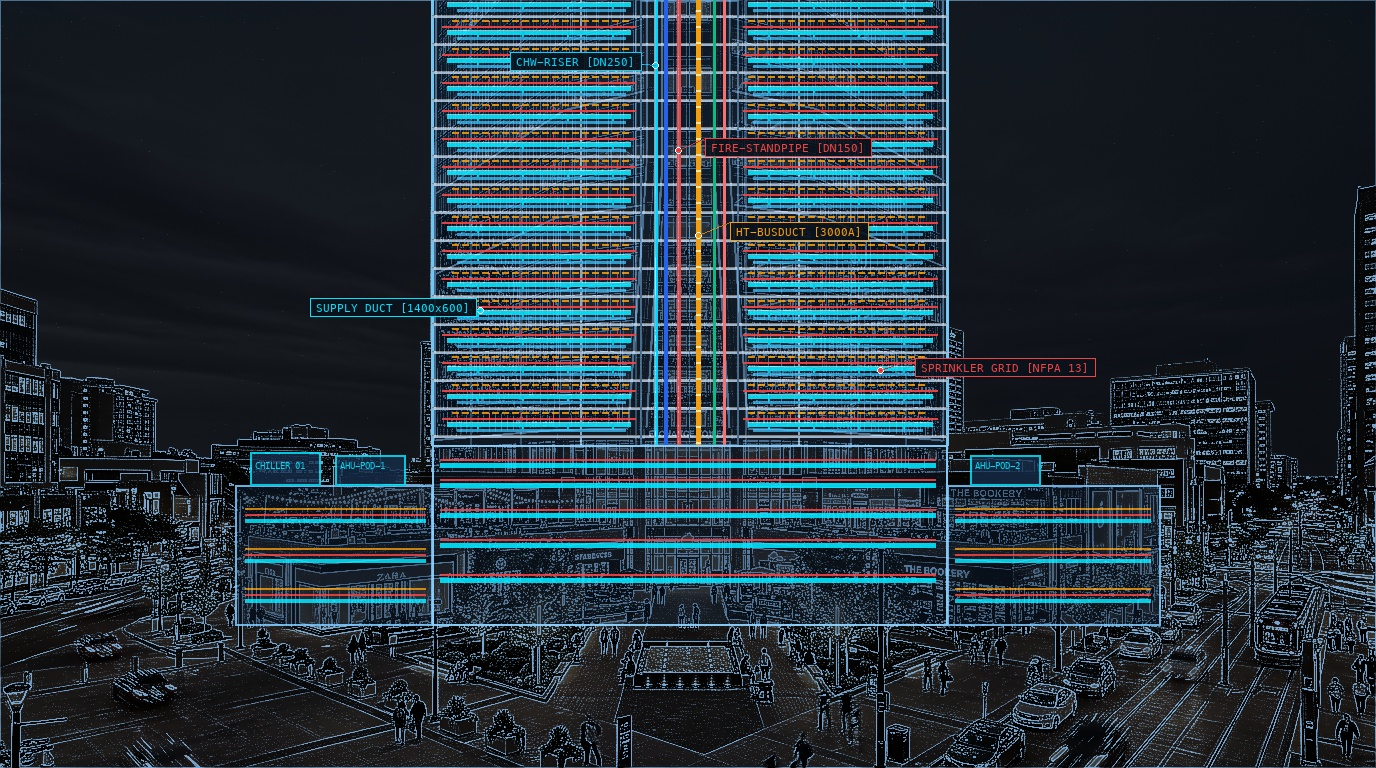 CHW-RISER [DN250]
FIRE-STANDPIPE [DN150]
HT-BUSDUCT [3000A]
SUPPLY DUCT [1400x600]
SPRINKLER GRID [NFPA 13]
CHILLER 01
AHU-POD-1
AHU-POD-2
THE BOOKERY
STARBUCKS
THE BOOKERY
ZARA